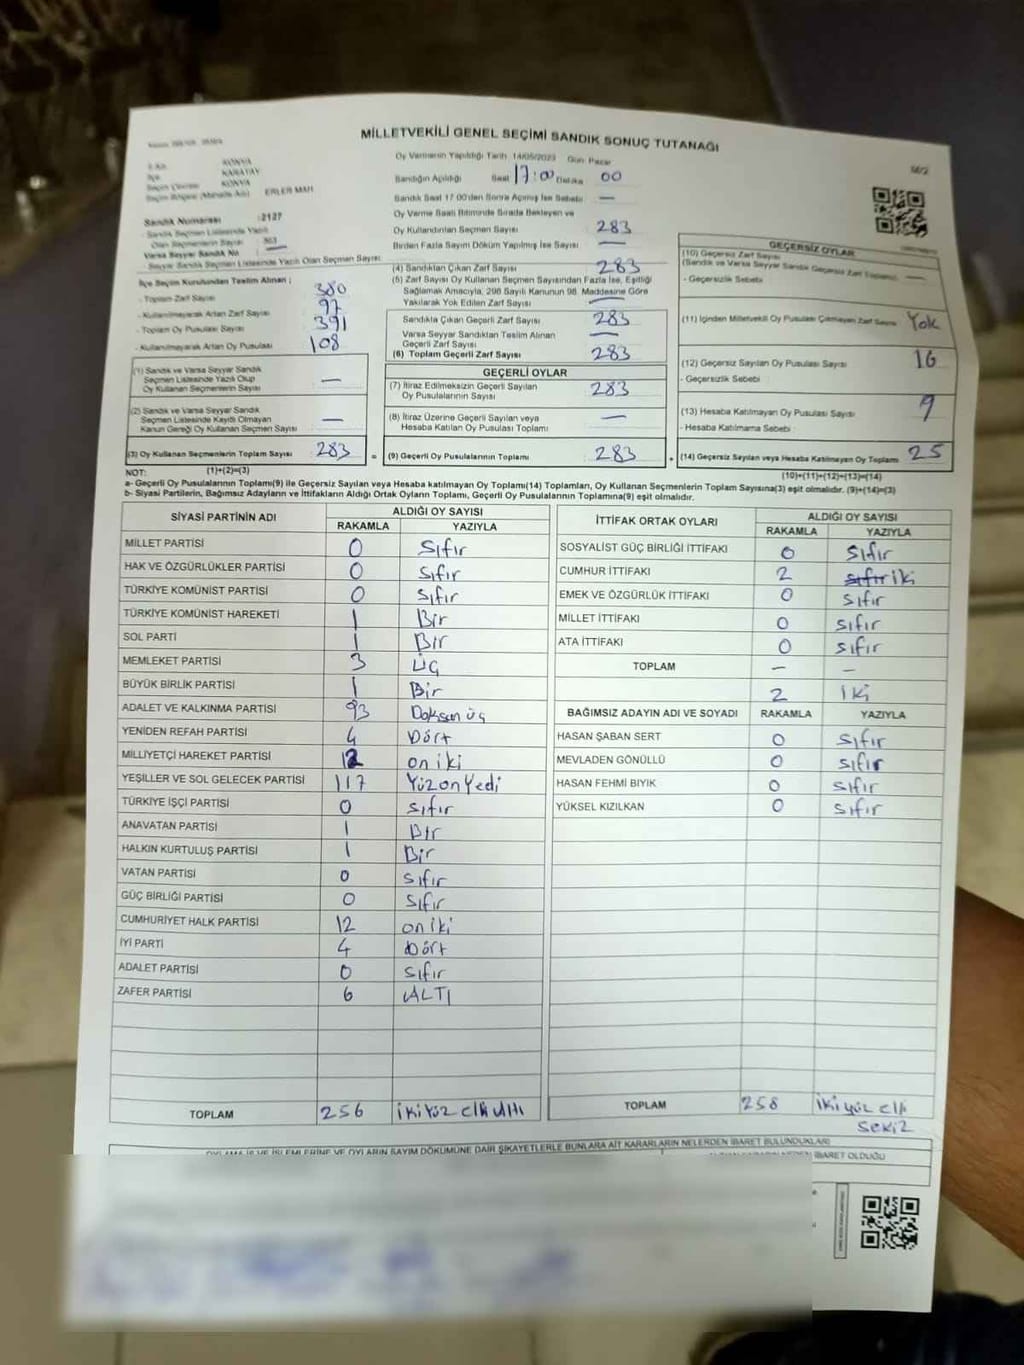 MİLLETVEKİLİ GENEL SEÇİMİ SANDIK SONUÇ TUTANAĞI
KONYA
KARATAY
KONYA
ERLER MAH
Sandık Numarası :2127
Sandık Seçmen Listesinde Yazılı
Olan Seçmenlerin Sayısı
Varsa Seyyar Sandık No
Seyyar Sandık Seçmen Listesinde Yazılı Olan Seçmen Sayısı
Oy Vermenin Yapıldığı Tarih 14/05/2023 Gün Pazar
Sandığın Açıldığı Saat 17:00 Dakika 00
Sandık Saat 17.00'den Sonra Açılmış İse Sebebi —
Oy Verme Saati Bitiminde Sırada Bekleyen ve
Oy Kullandırılan Seçmen Sayısı 283
Birden Fazla Sayım Döküm Yapılmış İse Sayısı —
İlçe Seçim Kurulundan Teslim Alınan ;
- Toplam Zarf Sayısı 380
- Kullanılmayarak Artan Zarf Sayısı 97
- Toplam Oy Pusulası Sayısı 391
- Kullanılmayarak Artan Oy Pusulası 108
(1) Sandık ve Varsa Seyyar Sandık
Seçmen Listesinde Yazılı Olup
Oy Kullanan Seçmen Sayısı —
(2) Sandık ve Varsa Seyyar Sandık
Seçmen Listesinde Kayıtlı Olmayan
Kanun Gereği Oy Kullanan Seçmen Sayısı —
(3) Oy Kullanan Seçmenlerin Toplam Sayısı 283 =
(4) Sandıktan Çıkan Zarf Sayısı 283
(5) Zarf Sayısı Oy Kullanan Seçmen Sayısından Fazla İse, Eşitliği
Sağlamak Amacıyla, 298 Sayılı Kanunun 98. Maddesine Göre
Yakılarak Yok Edilen Zarf Sayısı —
Sandıkta Çıkan Geçerli Zarf Sayısı 283
Varsa Seyyar Sandıktan Teslim Alınan
Geçerli Zarf Sayısı
(6) Toplam Geçerli Zarf Sayısı 283
GEÇERLİ OYLAR
(7) İtiraz Edilmeksizin Geçerli Sayılan
Oy Pusulalarının Sayısı 283
(8) İtiraz Üzerine Geçerli Sayılan veya
Hesaba Katılan Oy Pusulası Toplamı —
(9) Geçerli Oy Pusulalarının Toplamı 283 +
GEÇERSİZ OYLAR
(10) Geçersiz Zarf Sayısı
(Sandık ve Varsa Seyyar Sandık Geçersiz Zarf Toplamı) —
- Geçersizlik Sebebi
(11) İçinden Milletvekili Oy Pusulası Çıkmayan Zarf Sayısı Yok
(12) Geçersiz Sayılan Oy Pusulası Sayısı 16
- Geçersizlik Sebebi
(13) Hesaba Katılmayan Oy Pusulası Sayısı 9
- Hesaba Katılmama Sebebi
(14) Geçersiz Sayılan veya Hesaba Katılmayan Oy Toplamı 25
NOT: (1)+(2)=(3) (10)+(11)+(12)+(13)=(14)
a- Geçerli Oy Pusulalarının Toplamı(9) ile Geçersiz Sayılan veya Hesaba Katılmayan oy Toplamı(14) Toplamları, Oy Kullanan Seçmenlerin Toplam Sayısına(3) eşit olmalıdır. (9)+(14)=(3)
b- Siyasi Partilerin, Bağımsız Adayların ve İttifakların Aldığı Ortak Oyların Toplamı, Geçerli Oy Pusulalarının Toplamına(9) eşit olmalıdır.
SİYASİ PARTİNİN ADI ALDIĞI OY SAYISI
RAKAMLA YAZIYLA
MİLLET PARTİSİ 0 Sıfır
HAK VE ÖZGÜRLÜKLER PARTİSİ 0 Sıfır
TÜRKİYE KOMÜNİST PARTİSİ 0 Sıfır
TÜRKİYE KOMÜNİST HAREKETİ 1 Bir
SOL PARTİ 1 Bir
MEMLEKET PARTİSİ 3 Üç
BÜYÜK BİRLİK PARTİSİ 1 Bir
ADALET VE KALKINMA PARTİSİ 93 Doksan üç
YENİDEN REFAH PARTİSİ 4 Dört
MİLLİYETÇİ HAREKET PARTİSİ 12 on iki
YEŞİLLER VE SOL GELECEK PARTİSİ 117 Yüz on Yedi
TÜRKİYE İŞÇİ PARTİSİ 0 Sıfır
ANAVATAN PARTİSİ 1 Bir
HALKIN KURTULUŞ PARTİSİ 1 Bir
VATAN PARTİSİ 0 Sıfır
GÜÇ BİRLİĞİ PARTİSİ 0 Sıfır
CUMHURİYET HALK PARTİSİ 12 on iki
İYİ PARTİ 4 Dört
ADALET PARTİSİ 0 Sıfır
ZAFER PARTİSİ 6 ALTI
TOPLAM 256 iki Yüz elli altı
İTTİFAK ORTAK OYLARI ALDIĞI OY SAYISI
RAKAMLA YAZIYLA
SOSYALİST GÜÇ BİRLİĞİ İTTİFAKI 0 Sıfır
CUMHUR İTTİFAKI 2 sıfır iki
EMEK VE ÖZGÜRLÜK İTTİFAKI 0 Sıfır
MİLLET İTTİFAKI 0 Sıfır
ATA İTTİFAKI 0 Sıfır
TOPLAM — —
2 iki
BAĞIMSIZ ADAYIN ADI VE SOYADI RAKAMLA YAZIYLA
HASAN ŞABAN SERT 0 Sıfır
MEVLADEN GÖNÜLLÜ 0 Sıfır
HASAN FEHMİ BIYIK 0 Sıfır
YÜKSEL KIZILKAN 0 Sıfır
TOPLAM 258 iki yüz elli
Sekiz
OYLAMA İŞ VE İŞLEMLERİNE VE OYLARIN SAYIM DÖKÜMÜNE DAİR ŞİKAYETLERLE BUNLARA AİT KARARLARIN NELERDEN İBARET BULUNDUKLARI
İBARET OLDUĞU